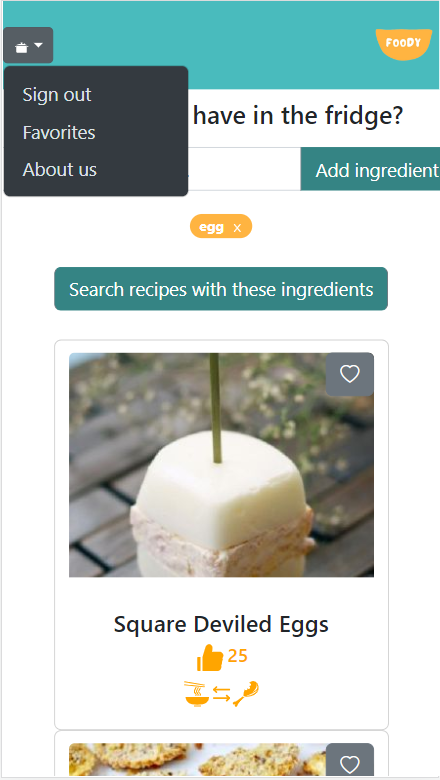 FOODY
Sign out
Favorites
About us
have in the fridge?
Add ingredient
egg x
Search recipes with these ingredients
Square Deviled Eggs
25